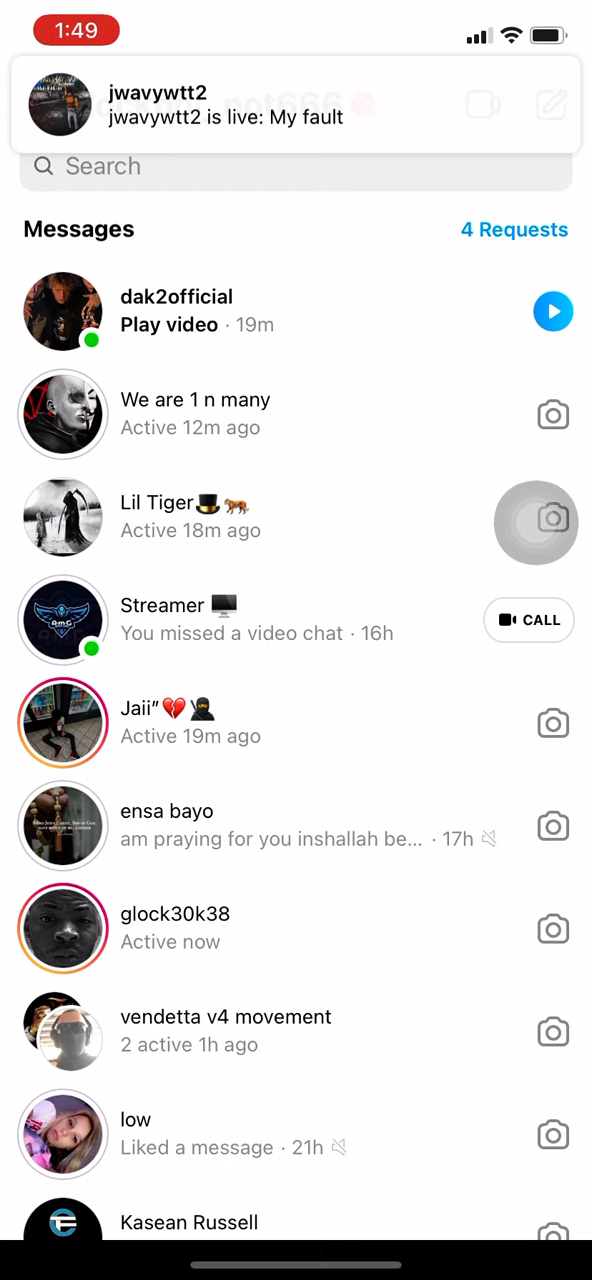 1:49
jwavywtt2
jwavywtt2 is live: My fault
Search
Messages
4 Requests
dak2official
Play video · 19m
We are 1 n many
Active 12m ago
Lil Tiger🎩🐅
Active 18m ago
Streamer 🖥️
You missed a video chat · 16h
CALL
Jaii”💔🥷🏿
Active 19m ago
ensa bayo
am praying for you inshallah be... · 17h
glock30k38
Active now
vendetta v4 movement
2 active 1h ago
low
Liked a message · 21h
Kasean Russell